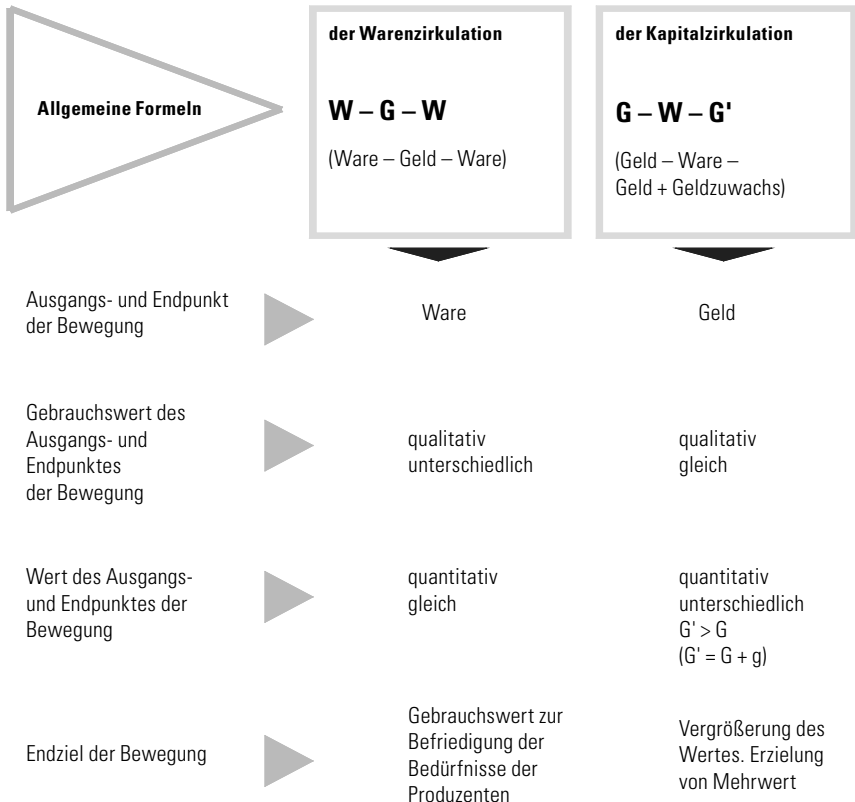 Allgemeine Formeln
der Warenzirkulation
W – G – W
(Ware – Geld – Ware)
der Kapitalzirkulation
G – W – G'
(Geld – Ware –
Geld + Geldzuwachs)
Ausgangs- und Endpunkt
der Bewegung
Ware
Geld
Gebrauchswert des
Ausgangs- und
Endpunktes
der Bewegung
qualitativ
unterschiedlich
qualitativ
gleich
Wert des Ausgangs-
und Endpunktes der
Bewegung
quantitativ
gleich
quantitativ
unterschiedlich
G' > G
(G' = G + g)
Endziel der Bewegung
Gebrauchswert zur
Befriedigung der
Bedürfnisse der
Produzenten
Vergrößerung des
Wertes. Erzielung
von Mehrwert